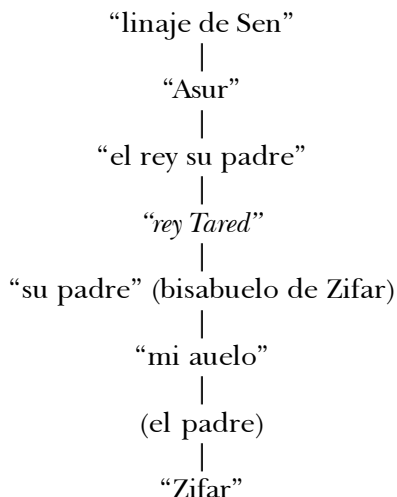 “linaje de Sen”
“Asur”
“el rey su padre”
“rey Tared”
“su padre” (bisabuelo de Zifar)
“mi auelo”
(el padre)
“Zifar”